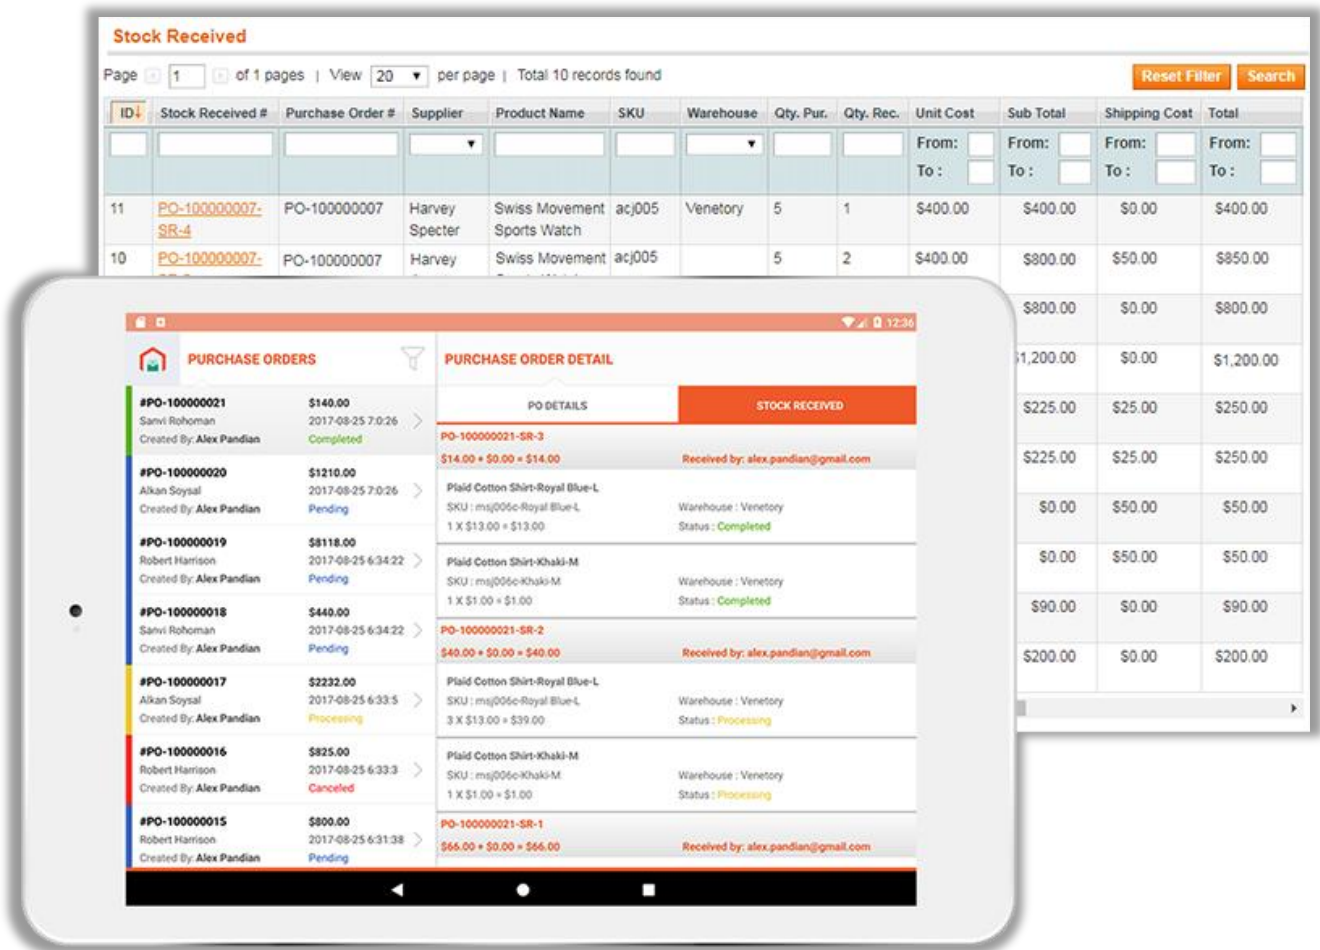 Stock Received
Page 1 of 1 pages | View 20 per page | Total 10 records found
Reset Filter Search
ID Stock Received # Purchase Order # Supplier Product Name SKU Warehouse Qty. Pur. Qty. Rec. Unit Cost Sub Total Shipping Cost Total
From: From: From: From:
To : To : To : To :
11 PO-100000007- PO-100000007 Harvey Swiss Movement acj005 Venetory 5 1 $400.00 $400.00 $0.00 $400.00
SR-4 Specter Sports Watch
10 PO-100000007- PO-100000007 Harvey Swiss Movement acj005 5 2 $400.00 $800.00 $50.00 $850.00
$800.00 $0.00 $800.00
$1,200.00 $0.00 $1,200.00
$225.00 $25.00 $250.00
$225.00 $25.00 $250.00
$0.00 $50.00 $50.00
$0.00 $50.00 $50.00
$90.00 $0.00 $90.00
$200.00 $0.00 $200.00
12:36
PURCHASE ORDERS
#PO-100000021 $140.00
Sanvi Rohoman 2017-08-25 7:0:26
Created By: Alex Pandian Completed
#PO-100000020 $1210.00
Alkan Soysal 2017-08-25 7:0:26
Created By: Alex Pandian Pending
#PO-100000019 $8118.00
Robert Harrison 2017-08-25 6:34:22
Created By: Alex Pandian Pending
#PO-100000018 $440.00
Sanvi Rohoman 2017-08-25 6:34:22
Created By: Alex Pandian Pending
#PO-100000017 $2232.00
Alkan Soysal 2017-08-25 6:33:5
Created By: Alex Pandian Processing
#PO-100000016 $825.00
Robert Harrison 2017-08-25 6:33:3
Created By: Alex Pandian Canceled
#PO-100000015 $800.00
Robert Harrison 2017-08-25 6:31:38
Created By: Alex Pandian Pending
PURCHASE ORDER DETAIL
PO DETAILS STOCK RECEIVED
PO-100000021-SR-3
$14.00 + $0.00 = $14.00 Received by: alex.pandian@gmail.com
Plaid Cotton Shirt-Royal Blue-L
SKU : msj006c-Royal Blue-L Warehouse : Venetory
1 X $13.00 = $13.00 Status : Completed
Plaid Cotton Shirt-Khaki-M
SKU : msj006c-Khaki-M Warehouse : Venetory
1 X $1.00 = $1.00 Status : Completed
PO-100000021-SR-2
$40.00 + $0.00 = $40.00 Received by: alex.pandian@gmail.com
Plaid Cotton Shirt-Royal Blue-L
SKU : msj006c-Royal Blue-L Warehouse : Venetory
3 X $13.00 = $39.00 Status : Processing
Plaid Cotton Shirt-Khaki-M
SKU : msj006c-Khaki-M Warehouse : Venetory
1 X $1.00 = $1.00 Status : Processing
PO-100000021-SR-1
$66.00 + $0.00 = $66.00 Received by: alex.pandian@gmail.com